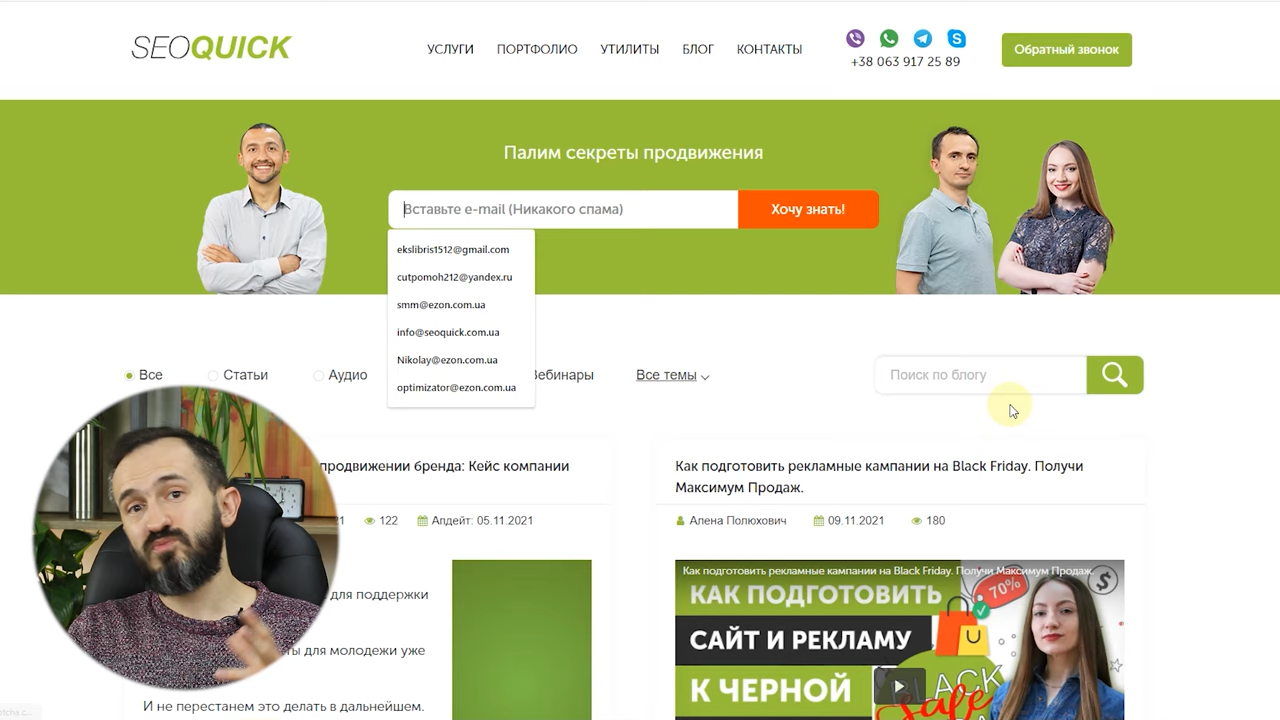 SEOQUICK
УСЛУГИ ПОРТФОЛИО УТИЛИТЫ БЛОГ КОНТАКТЫ
+38 063 917 25 89
Обратный звонок
Палим секреты продвижения
Вставьте e-mail (Никакого спама)
Хочу знать!
ekslibris1512@gmail.com
cutpomoh212@yandex.ru
smm@ezon.com.ua
info@seoquick.com.ua
Nikolay@ezon.com.ua
optimizator@ezon.com.ua
Все Статьи Аудио Вебинары Все темы
Поиск по блогу
продвижении бренда: Кейс компании
122 Апдейт: 05.11.2021
для поддержки
для молодежи уже
И не перестанем это делать в дальнейшем.
Как подготовить рекламные кампании на Black Friday. Получи
Максимум Продаж.
Алена Полюхович 09.11.2021 180
Как подготовить рекламные кампании на Black Friday. Получи Максимум Продаж.
КАК ПОДГОТОВИТЬ
САЙТ И РЕКЛАМУ
К ЧЕРНОЙ
70%
$
BLACK
Sale